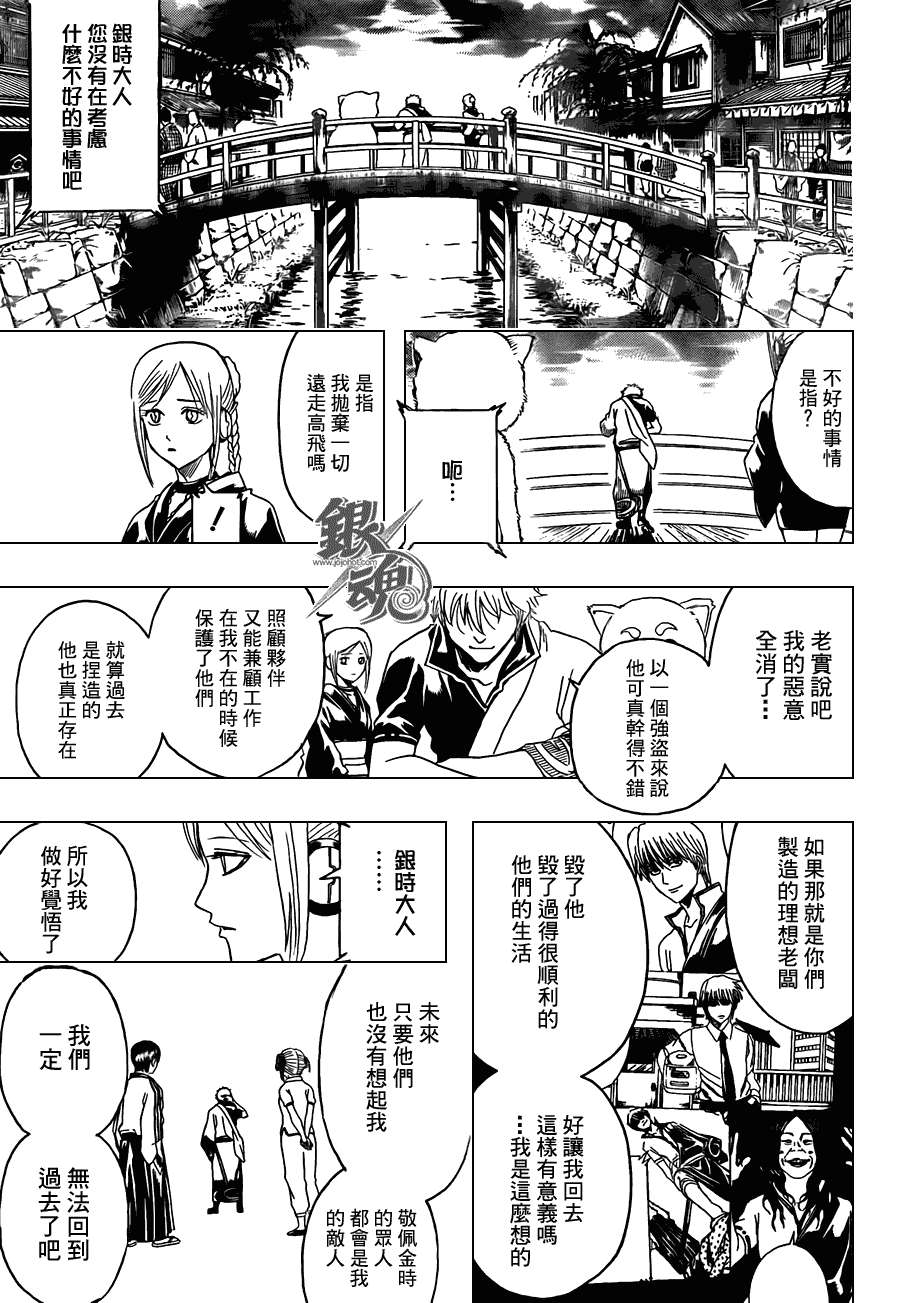 銀時大人
您沒有在考慮
什麼不好的事情吧
不好的事情
是指？
呃…
是指
我拋棄一切
遠走高飛嗎
！
銀魂
www.jojohot.com
老實說吧
我的惡意
全消了…
以一個強盜來說
他可真幹得不錯
照顧夥伴
又能兼顧工作
在我不在的時候
保護了他們
就算過去
是捏造的
他也真正存在
如果那就是你們
製造的理想老闆
毀了他
毀了過得很順利的
他們的生活
好讓我回去
這樣有意義嗎
…我是這麼想的
銀時大人
……
所以我
做好覺悟了
未來
只要他們
也沒有想起我
敬佩金時
的眾人
都會是我
的敵人
我們
一定
無法回到
過去了吧